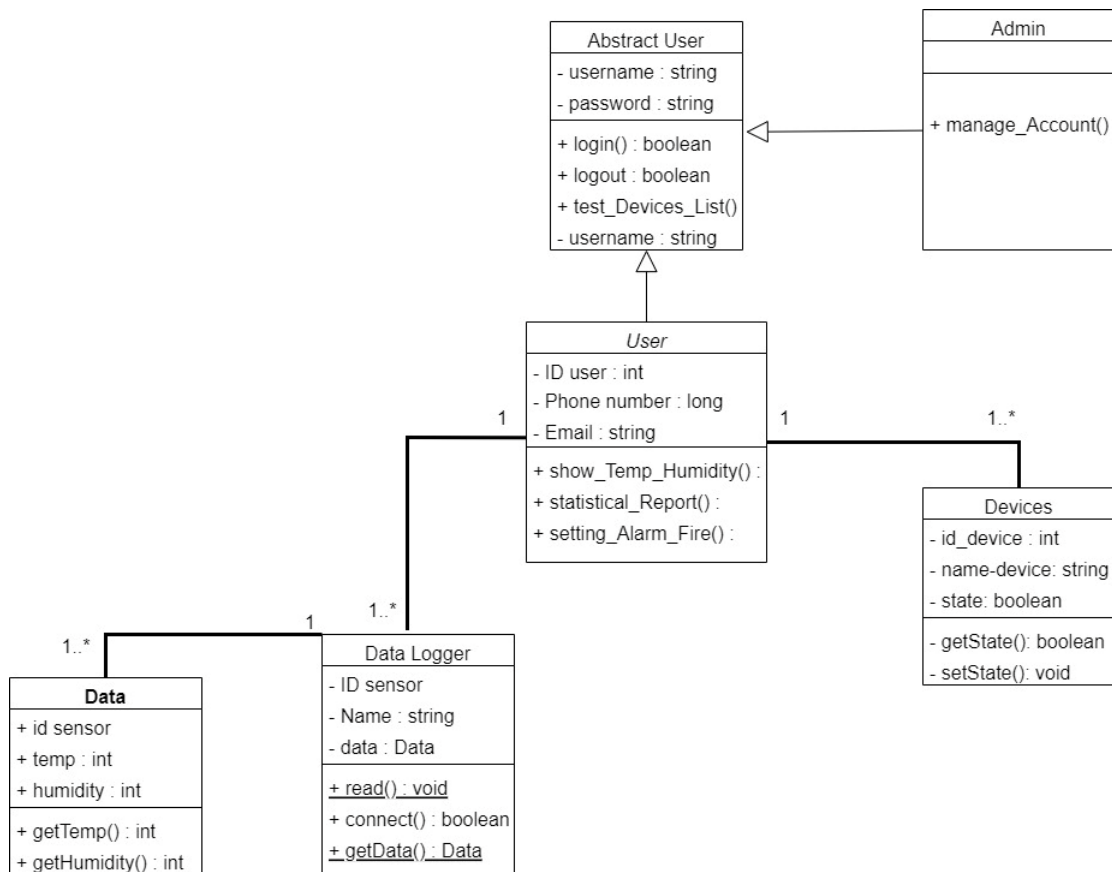 Abstract User
- username : string
- password : string
+ login() : boolean
+ logout : boolean
+ test_Devices_List()
- username : string
Admin
+ manage_Account()
User
- ID user : int
- Phone number : long
- Email : string
+ show_Temp_Humidity() :
+ statistical_Report() :
+ setting_Alarm_Fire() :
1
1..*
1
1..*
Devices
- id_device : int
- name-device: string
- state: boolean
- getState(): boolean
- setState(): void
1
1..*
Data Logger
- ID sensor
- Name : string
- data : Data
+ read() : void
+ connect() : boolean
+ getData() : Data
Data
+ id sensor
+ temp : int
+ humidity : int
+ getTemp() : int
+ getHumidity() : int